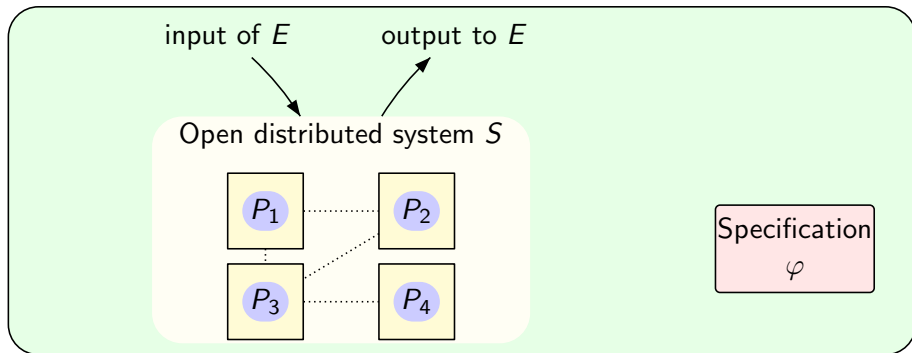 input of E
output to E
Open distributed system S
P₁
P₂
P₃
P₄
Specification
φ